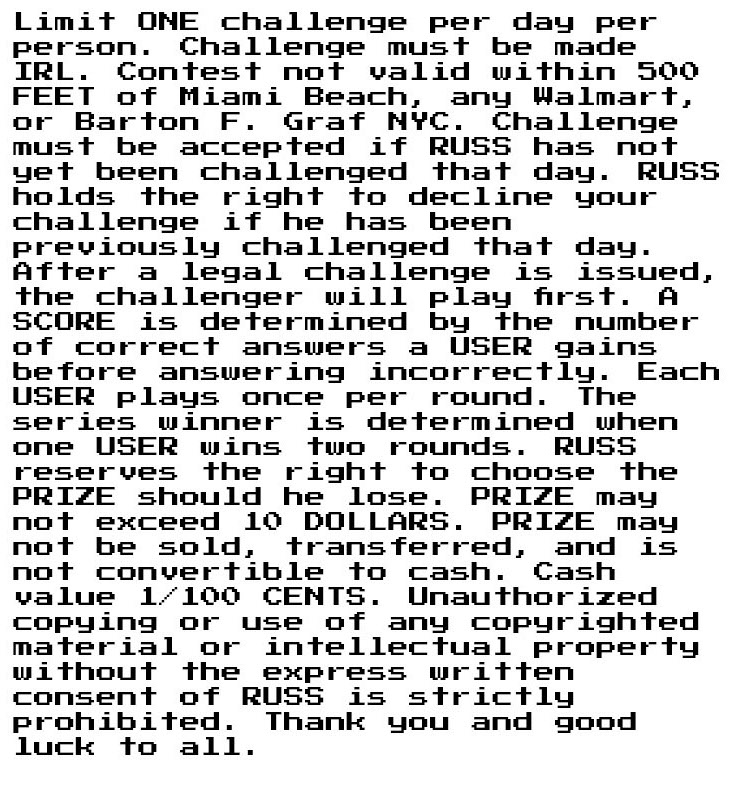 Limit ONE challenge per day per
person. Challenge must be made
IRL. Contest not valid within 500
FEET of Miami Beach, any Walmart,
or Barton F. Graf NYC. Challenge
must be accepted if RUSS has not
yet been challenged that day. RUSS
holds the right to decline your
challenge if he has been
previously challenged that day.
After a legal challenge is issued,
the challenger will play first. A
SCORE is determined by the number
of correct answers a USER gains
before answering incorrectly. Each
USER plays once per round. The
series winner is determined when
one USER wins two rounds. RUSS
reserves the right to choose the
PRIZE should he lose. PRIZE may
not exceed 10 DOLLARS. PRIZE may
not be sold, transferred, and is
not convertible to cash. Cash
value 1/100 CENTS. Unauthorized
copying or use of any copyrighted
material or intellectual property
without the express written
consent of RUSS is strictly
prohibited. Thank you and good
luck to all.